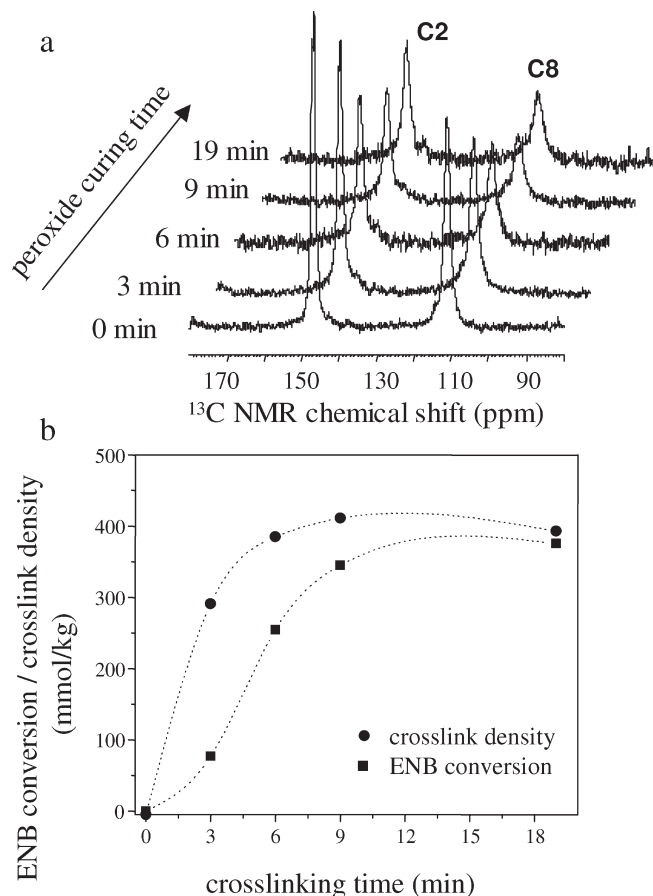 a
C2
C8
peroxide curing time
19 min
9 min
6 min
3 min
0 min
170 150 130 110 90
¹³C NMR chemical shift (ppm)
b
ENB conversion / crosslink density
(mmol/kg)
500
400
300
200
100
0
crosslink density
ENB conversion
0 3 6 9 12 15 18
crosslinking time (min)